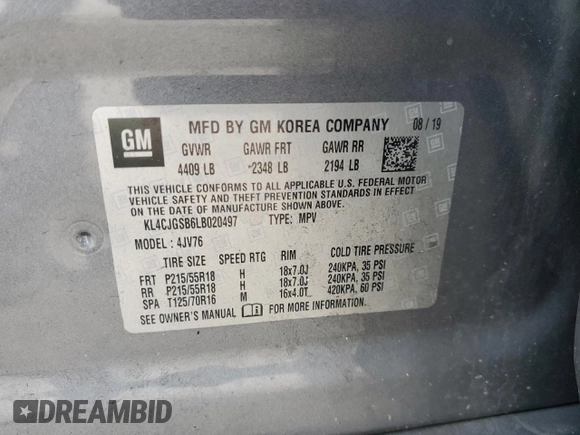 GM
MFD BY GM KOREA COMPANY 08/19
GVWR GAWR FRT GAWR RR
4409 LB 2348 LB 2194 LB
THIS VEHICLE CONFORMS TO ALL APPLICABLE U.S. FEDERAL MOTOR
VEHICLE SAFETY AND THEFT PREVENTION STANDARDS IN EFFECT
ON THE DATE OF MANUFACTURE SHOWN ABOVE.
KL4CJGSB6LB020497 TYPE: MPV
MODEL: 4JV76
TIRE SIZE SPEED RTG RIM COLD TIRE PRESSURE
FRT P215/55R18 H 18x7.0J 240KPA, 35 PSI
RR P215/55R18 H 18x7.0J 240KPA, 35 PSI
SPA T125/70R16 M 16x4.0T 420KPA, 60 PSI
SEE OWNER'S MANUAL FOR MORE INFORMATION.
DREAMBID